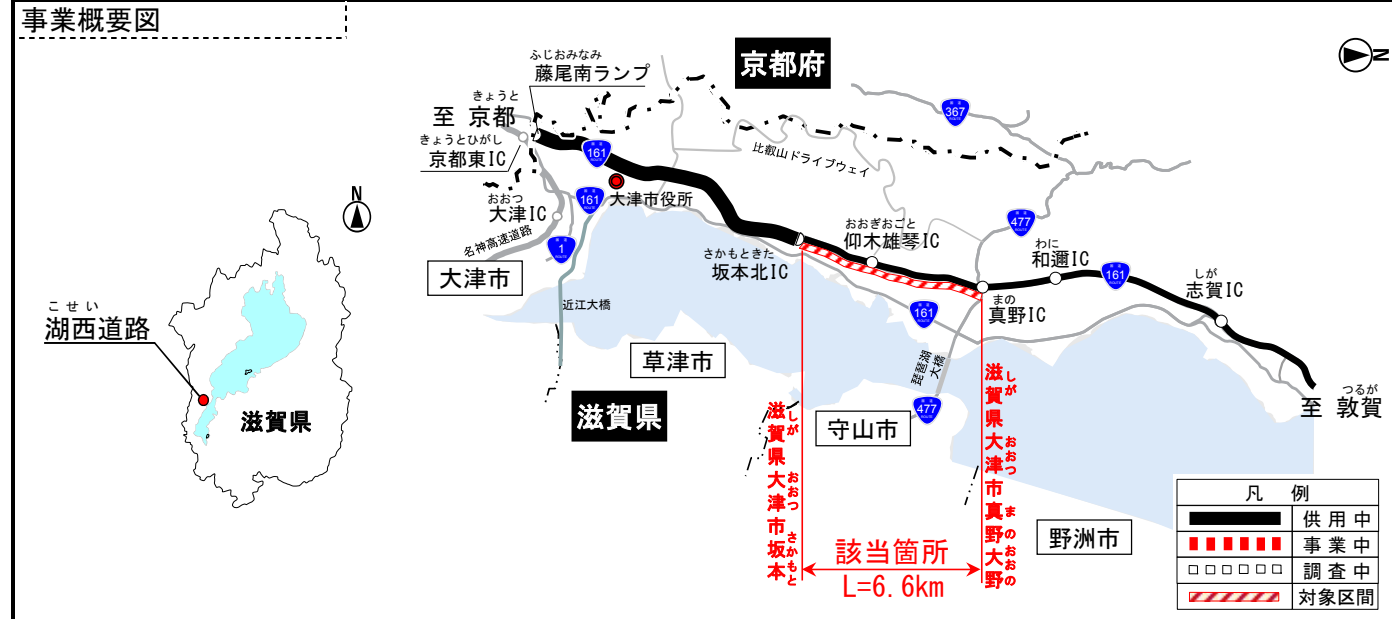 事業概要図
N
こせい
湖西道路
滋賀県
京都府
N
ふじおみなみ
藤尾南ランプ
きょうと
至 京都
きょうとひがし
京都東IC
161
ROUTE
367
ROUTE
比叡山ドライブウェイ
大津市役所
161
ROUTE
おおつ
大津IC
名神高速道路
1
ROUTE
大津市
近江大橋
さかもときた
坂本北IC
おおぎおごと
仰木雄琴IC
477
ROUTE
わに
和邇IC
161
ROUTE
しが
志賀IC
まの
真野IC
161
ROUTE
つるが
至 敦賀
草津市
滋賀県
琵琶湖
大橋
477
ROUTE
守山市
野洲市
しが おおつ さかもと
滋賀県大津市坂本
しが おおつ まの おおの
滋賀県大津市真野大野
該当箇所
L=6.6km
凡 例
供用中
事業中
調査中
対象区間